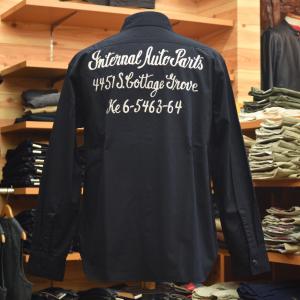 Internal Auto Parts
4451 S. Cottage Grove
Ke 6-5463-64